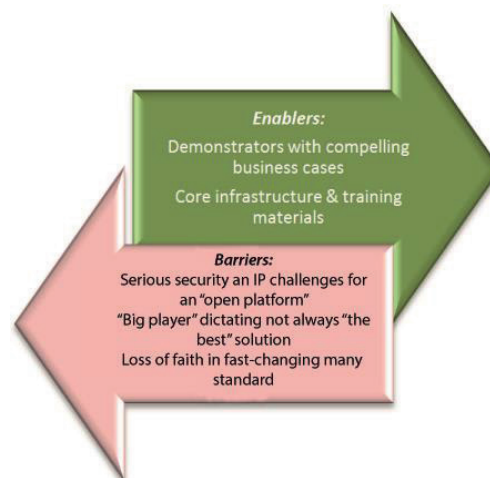 Enablers:
Demonstrators with compelling
business cases
Core infrastructure & training
materials
Barriers:
Serious security an IP challenges for
an “open platform”
“Big player” dictating not always “the
best” solution
Loss of faith in fast-changing many
standard